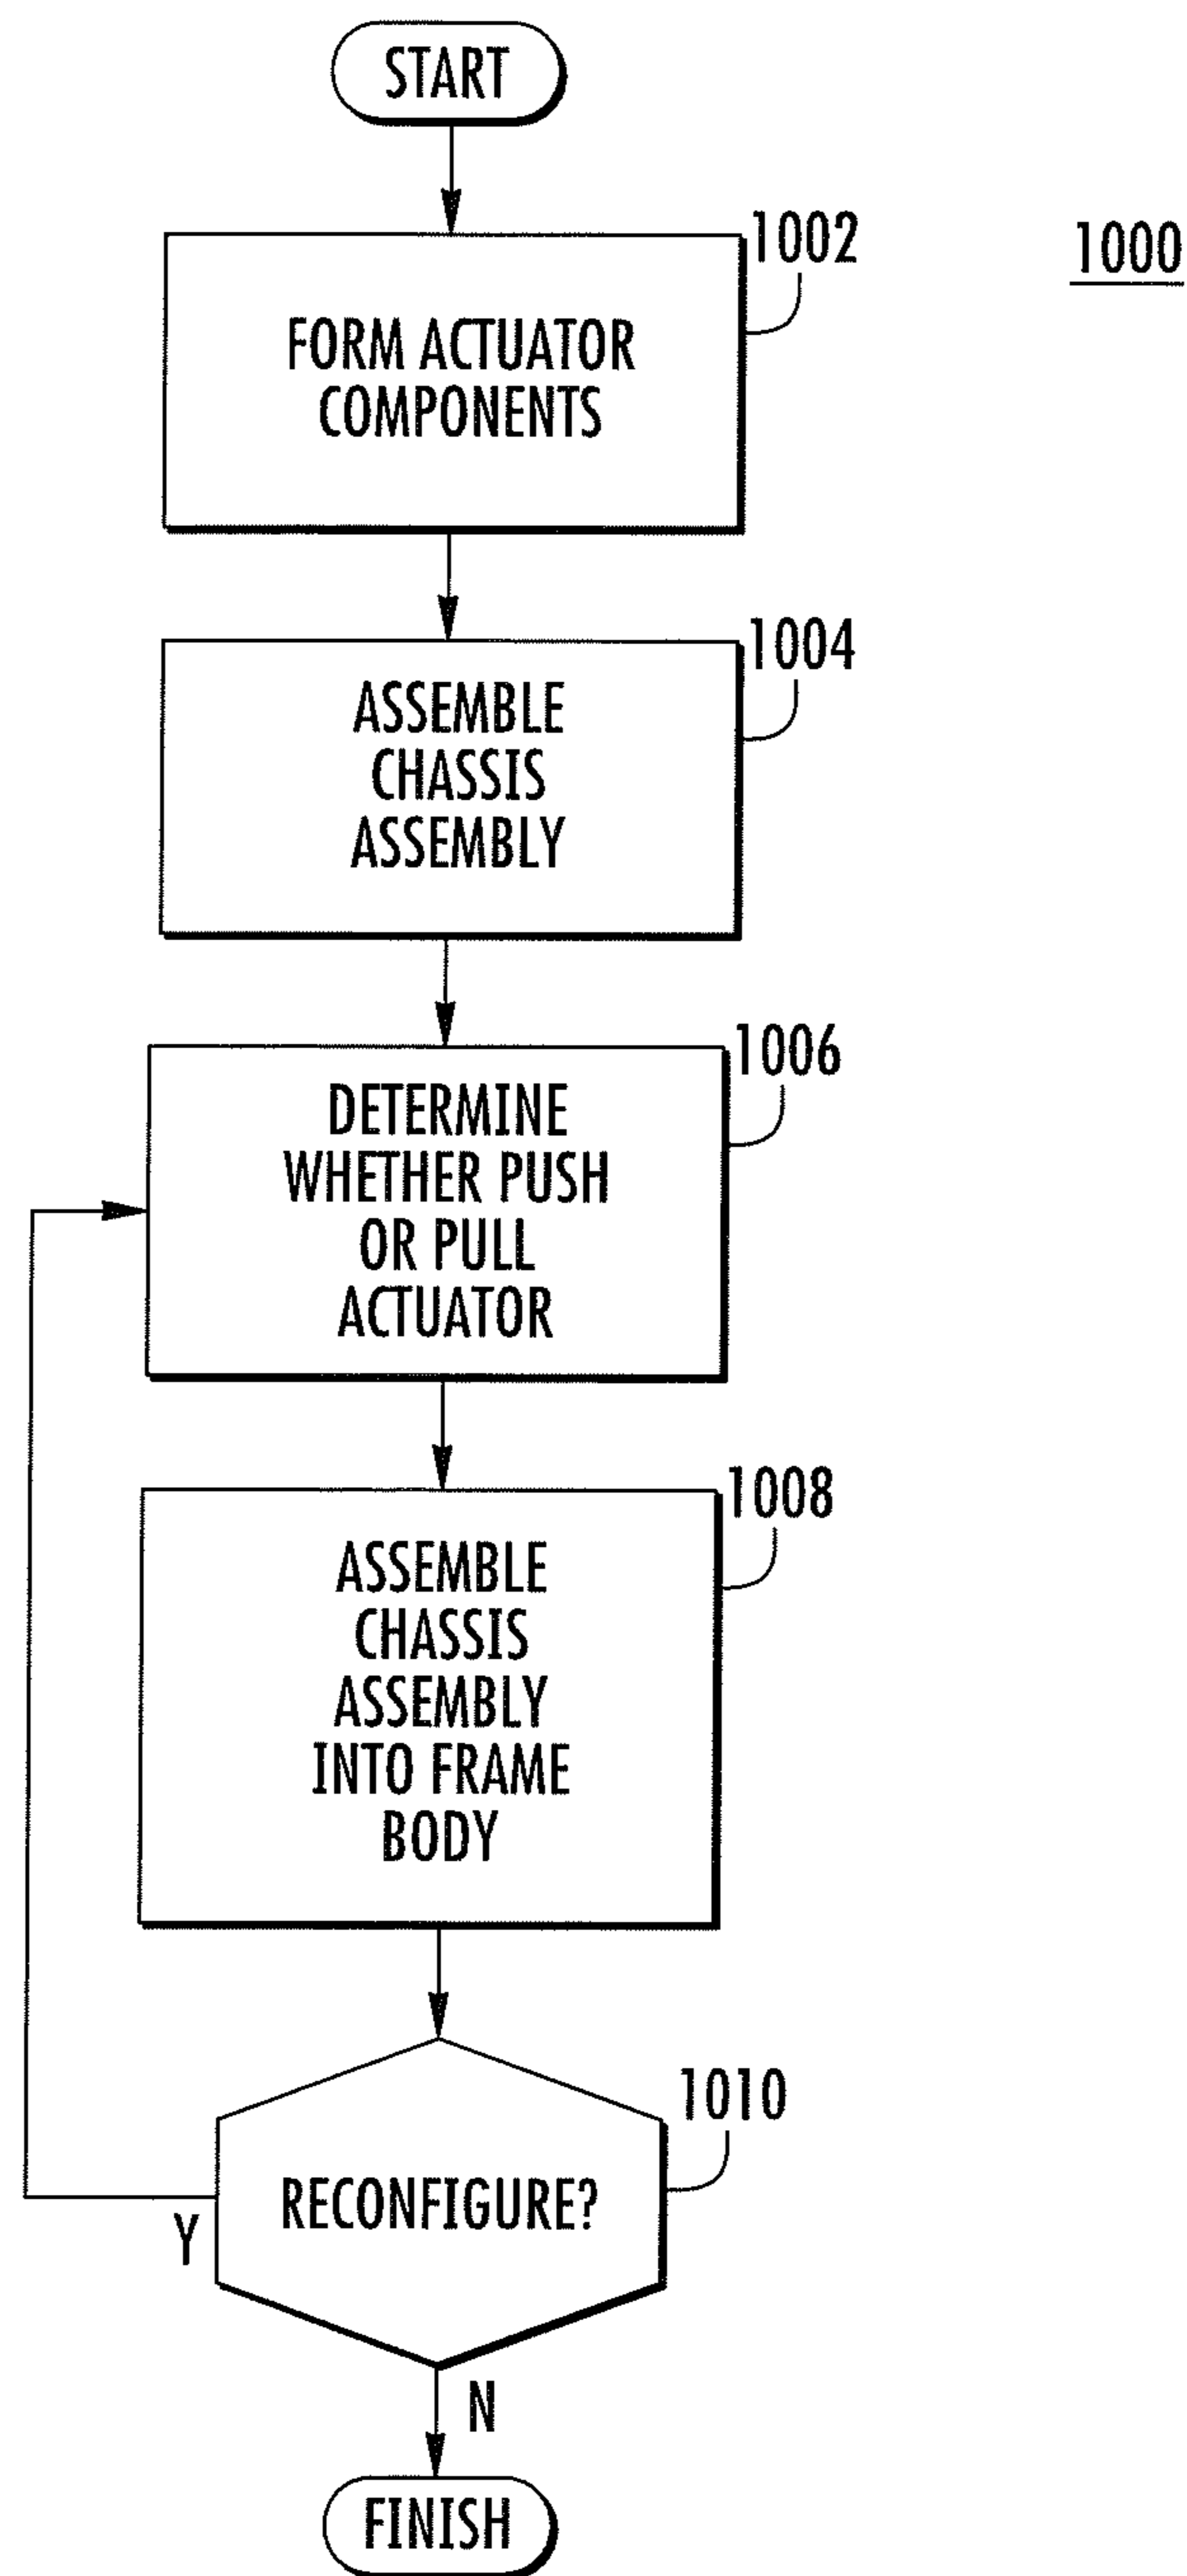 START
1002
1000
FORM ACTUATOR
COMPONENTS
1004
ASSEMBLE
CHASSIS
ASSEMBLY
1006
DETERMINE
WHETHER PUSH
OR PULL
ACTUATOR
1008
ASSEMBLE
CHASSIS
ASSEMBLY
INTO FRAME
BODY
1010
RECONFIGURE?
Y
N
FINISH